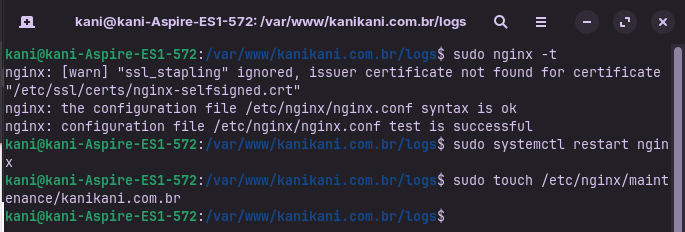 kani@kani-Aspire-ES1-572: /var/www/kanikani.com.br/logs
kani@kani-Aspire-ES1-572:/var/www/kanikani.com.br/logs$ sudo nginx -t
nginx: [warn] "ssl_stapling" ignored, issuer certificate not found for certificate
"/etc/ssl/certs/nginx-selfsigned.crt"
nginx: the configuration file /etc/nginx/nginx.conf syntax is ok
nginx: configuration file /etc/nginx/nginx.conf test is successful
kani@kani-Aspire-ES1-572:/var/www/kanikani.com.br/logs$ sudo systemctl restart ngin
x
kani@kani-Aspire-ES1-572:/var/www/kanikani.com.br/logs$ sudo touch /etc/nginx/maint
enance/kanikani.com.br
kani@kani-Aspire-ES1-572:/var/www/kanikani.com.br/logs$